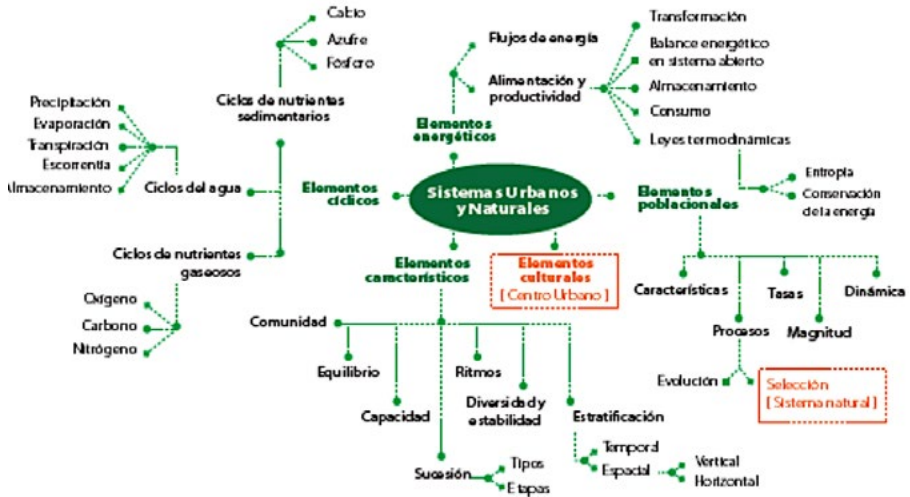 Calcio
Azufre
Fósforo
Ciclos de nutrientes
sedimentarios
Precipitación
Evaporación
Transpiración
Escorrentía
Almacenamiento
Ciclos del agua
Ciclos de nutrientes
gaseosos
Oxígeno
Carbono
Nitrógeno
Elementos
cíclicos
Flujos de energía
Alimentación y
productividad
Elementos
energéticos
Transformación
Balance energético
en sistema abierto
Almacenamiento
Consumo
Leyes termodinámicas
Entropía
Conservación
de la energía
Sistemas Urbanos
y Naturales
Elementos
poblacionales
Características
Tasas
Dinámica
Procesos
Magnitud
Evolución
Selección
[ Sistema natural ]
Elementos
culturales
[ Centro Urbano ]
Elementos
característicos
Comunidad
Equilibrio
Ritmos
Capacidad
Diversidad y
estabilidad
Estratificación
Sucesión
Tipos
Etapas
Temporal
Espacial
Vertical
Horizontal